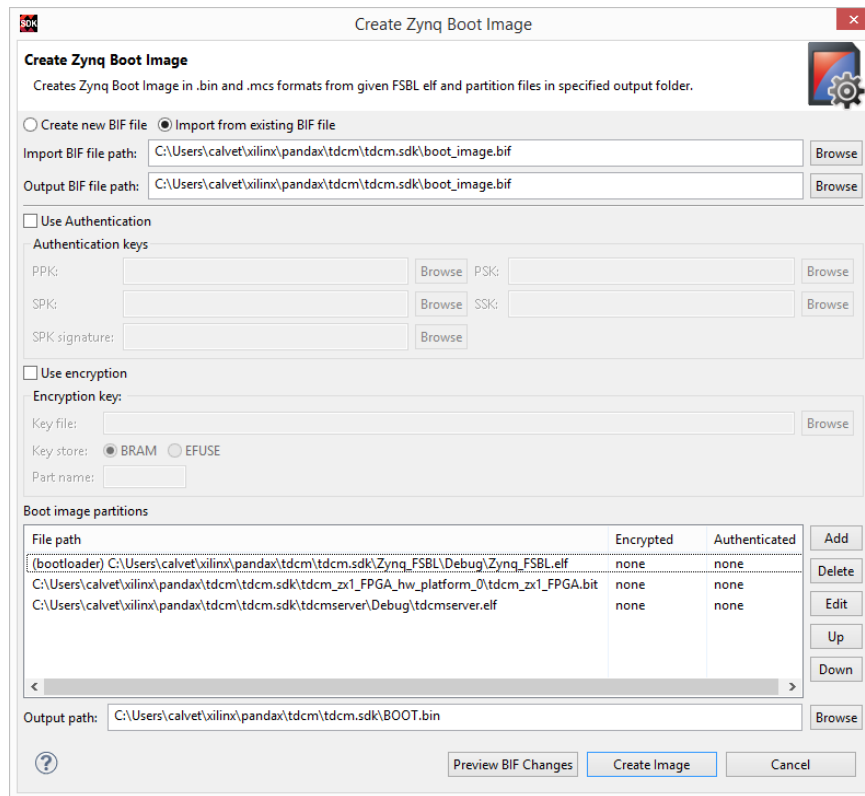 SDK Create Zynq Boot Image
Create Zynq Boot Image
Creates Zynq Boot Image in .bin and .mcs formats from given FSBL elf and partition files in specified output folder.
Create new BIF file Import from existing BIF file
Import BIF file path: C:\Users\calvet\xilinx\pandax\tdcm\tdcm.sdk\boot_image.bif Browse
Output BIF file path: C:\Users\calvet\xilinx\pandax\tdcm\tdcm.sdk\boot_image.bif Browse
Use Authentication
Authentication keys
PPK: Browse PSK: Browse
SPK: Browse SSK: Browse
SPK signature: Browse
Use encryption
Encryption key:
Key file: Browse
Key store: BRAM EFUSE
Part name:
Boot image partitions
File path Encrypted Authenticated Add
(bootloader) C:\Users\calvet\xilinx\pandax\tdcm\tdcm.sdk\Zynq_FSBL\Debug\Zynq_FSBL.elf none none Delete
C:\Users\calvet\xilinx\pandax\tdcm\tdcm.sdk\tdcm_zx1_FPGA_hw_platform_0\tdcm_zx1_FPGA.bit none none
C:\Users\calvet\xilinx\pandax\tdcm\tdcm.sdk\tdcmserver\Debug\tdcmserver.elf none none Edit
Up
Down
Output path: C:\Users\calvet\xilinx\pandax\tdcm\tdcm.sdk\BOOT.bin Browse
? Preview BIF Changes Create Image Cancel